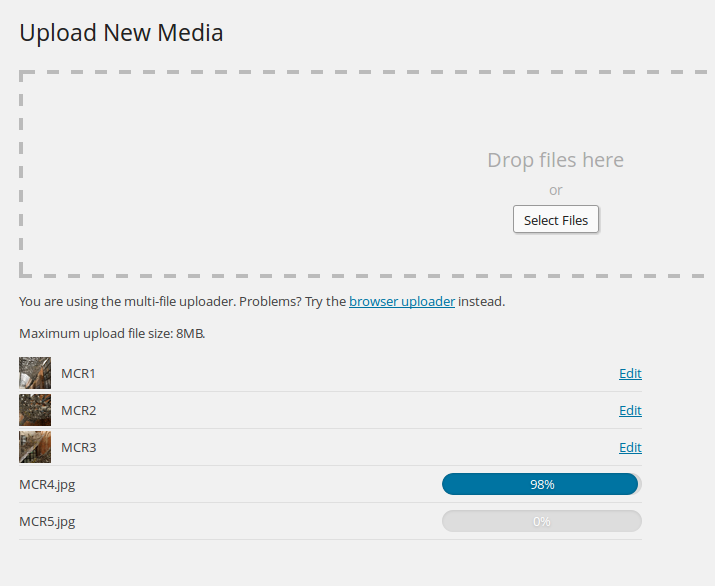 Upload New Media
Drop files here
or
Select Files
You are using the multi-file uploader. Problems? Try the browser uploader instead.
Maximum upload file size: 8MB.
MCR1 Edit
MCR2 Edit
MCR3 Edit
MCR4.jpg 98%
MCR5.jpg 0%